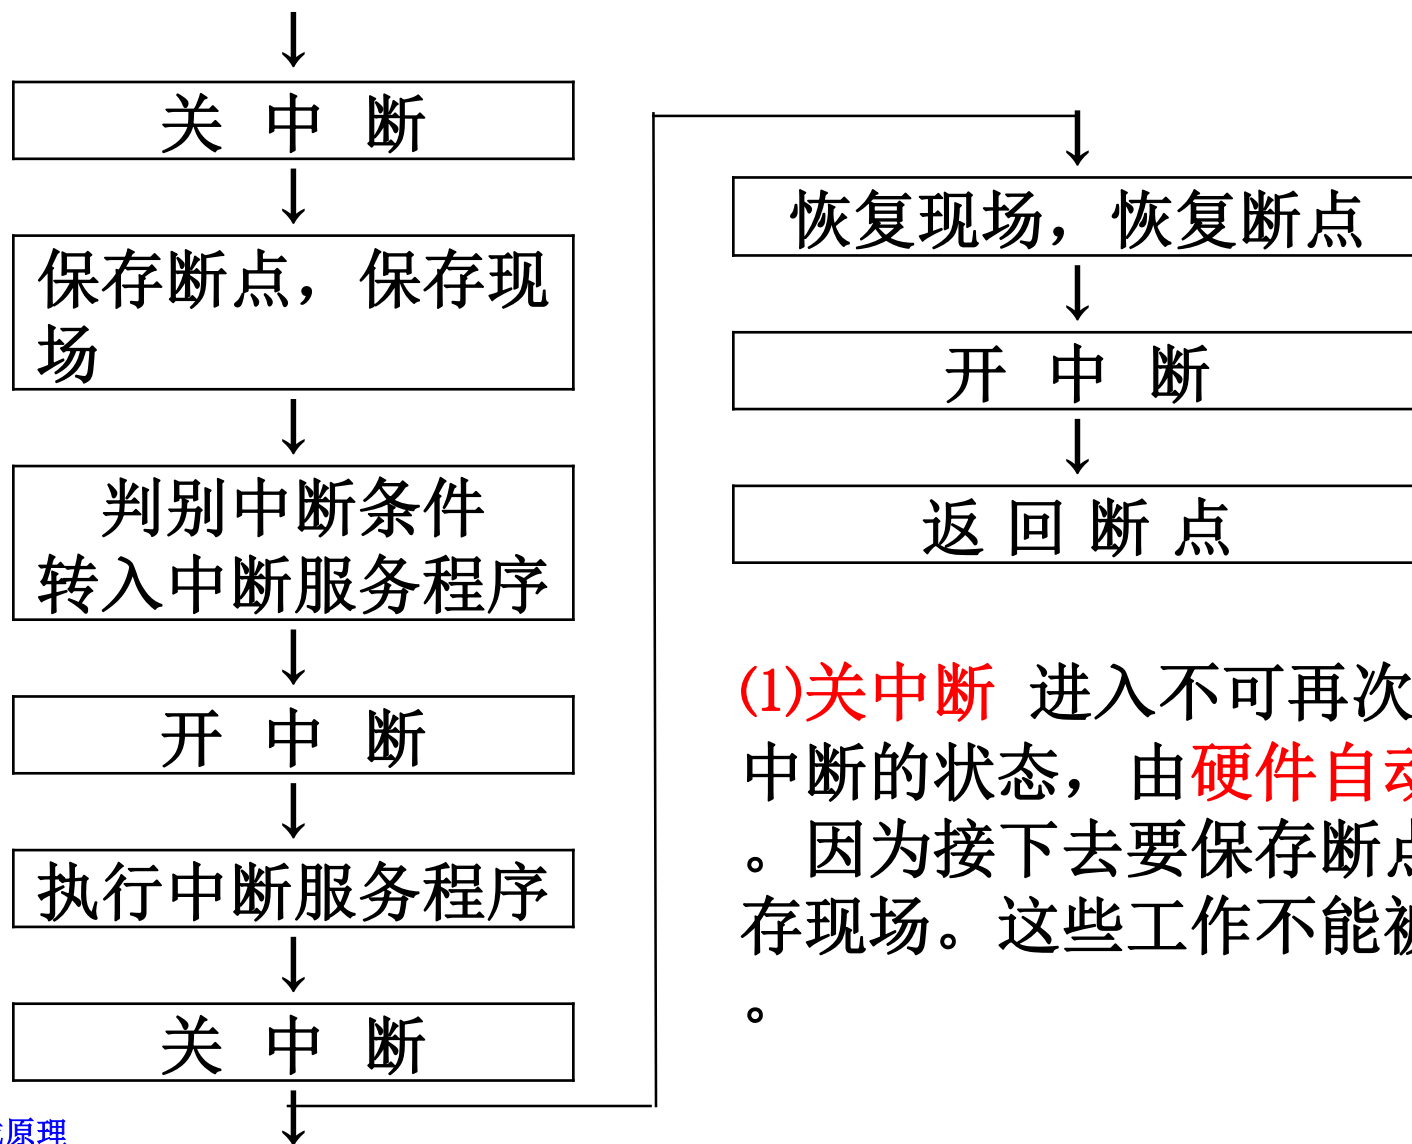 关 中 断
保存断点，保存现
场
判别中断条件
转入中断服务程序
开 中 断
执行中断服务程序
关 中 断
恢复现场，恢复断点
开 中 断
返 回 断 点
⑴关中断 进入不可再次
中断的状态，由硬件自动
。因为接下去要保存断点
存现场。这些工作不能被
。
原理